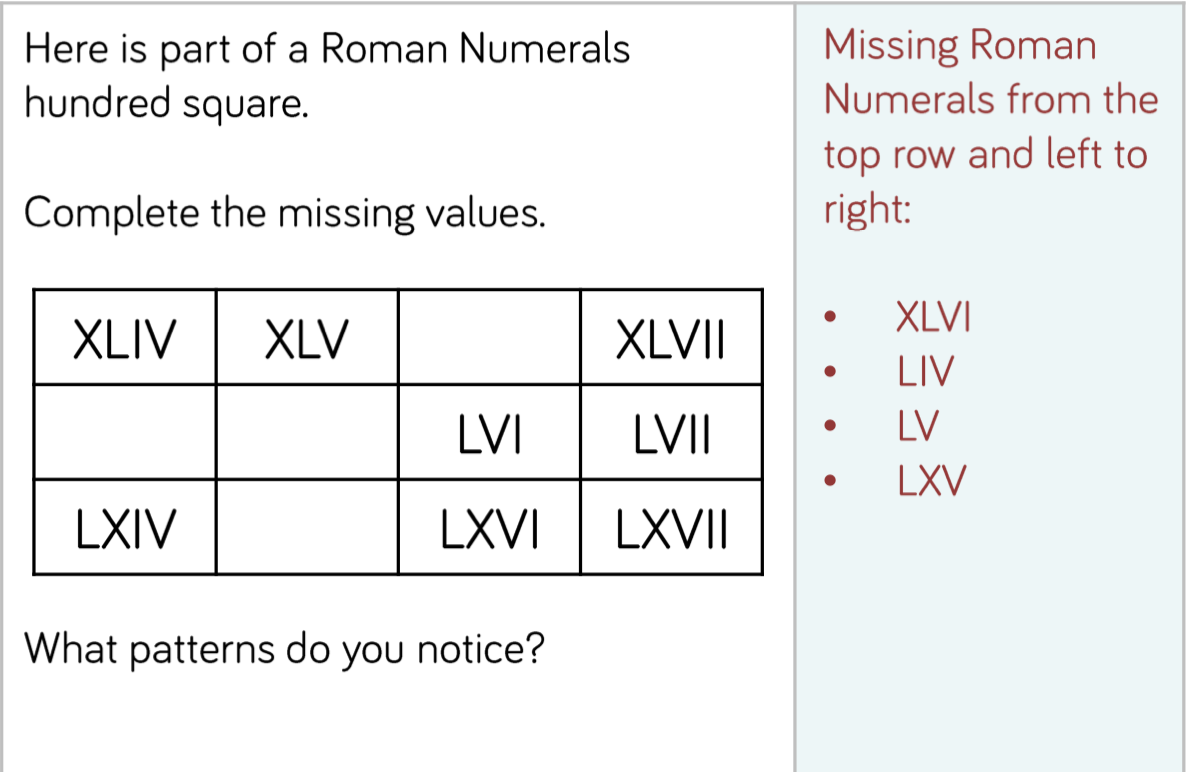 Here is part of a Roman Numerals
hundred square.
Complete the missing values.
XLIV XLV XLVII
LVI LVII
LXIV LXVI LXVII
What patterns do you notice?
Missing Roman
Numerals from the
top row and left to
right:
• XLVI
• LIV
• LV
• LXV